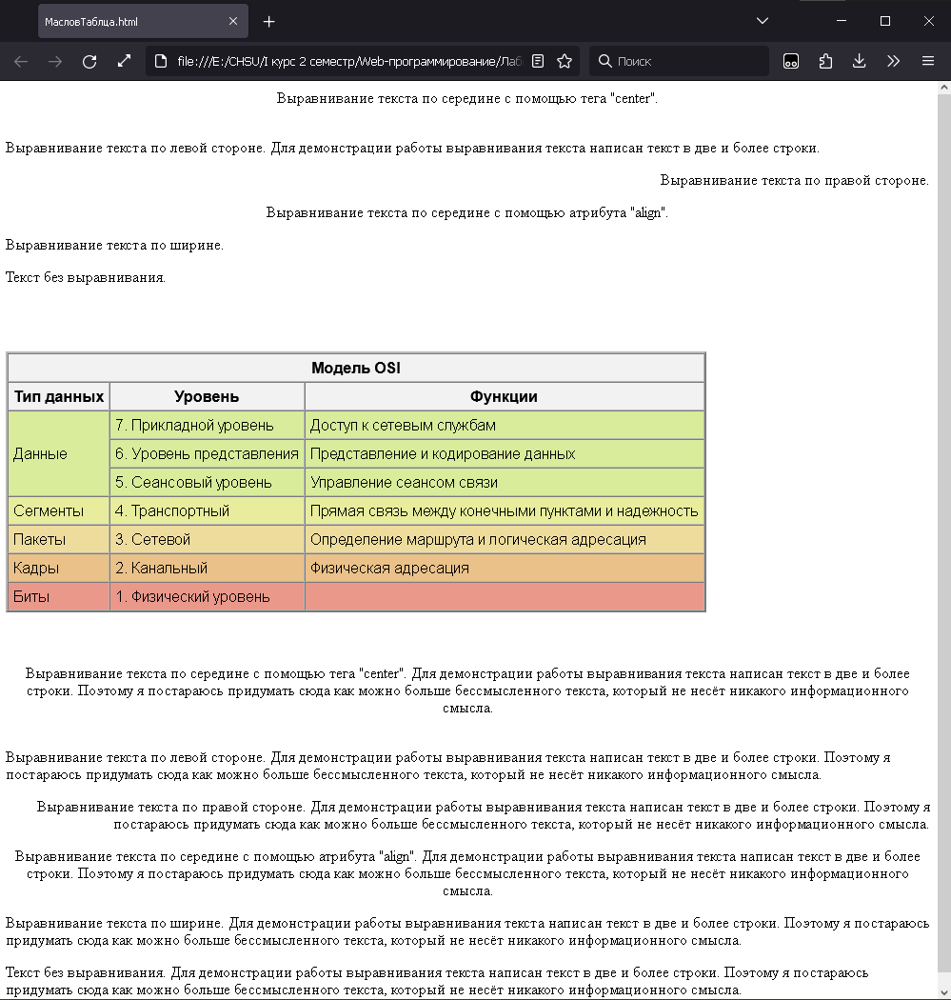 МасловТаблца.html
file:///E:/CHSU/I курс 2 семестр/Web-программирование/Лаб
Поиск
Выравнивание текста по середине с помощью тега "center".
Выравнивание текста по левой стороне. Для демонстрации работы выравнивания текста написан текст в две и более строки.
Выравнивание текста по правой стороне.
Выравнивание текста по середине с помощью атрибута "align".
Выравнивание текста по ширине.
Текст без выравнивания.
Модель OSI
Тип данных Уровень Функции
7. Прикладной уровень Доступ к сетевым службам
Данные 6. Уровень представления Представление и кодирование данных
5. Сеансовый уровень Управление сеансом связи
Сегменты 4. Транспортный Прямая связь между конечными пунктами и надежность
Пакеты 3. Сетевой Определение маршрута и логическая адресация
Кадры 2. Канальный Физическая адресация
Биты 1. Физический уровень
Выравнивание текста по середине с помощью тега "center". Для демонстрации работы выравнивания текста написан текст в две и более
строки. Поэтому я постараюсь придумать сюда как можно больше бессмысленного текста, который не несёт никакого информационного
смысла.
Выравнивание текста по левой стороне. Для демонстрации работы выравнивания текста написан текст в две и более строки. Поэтому я
постараюсь придумать сюда как можно больше бессмысленного текста, который не несёт никакого информационного смысла.
Выравнивание текста по правой стороне. Для демонстрации работы выравнивания текста написан текст в две и более строки. Поэтому я
постараюсь придумать сюда как можно больше бессмысленного текста, который не несёт никакого информационного смысла.
Выравнивание текста по середине с помощью атрибута "align". Для демонстрации работы выравнивания текста написан текст в две и более
строки. Поэтому я постараюсь придумать сюда как можно больше бессмысленного текста, который не несёт никакого информационного
смысла.
Выравнивание текста по ширине. Для демонстрации работы выравнивания текста написан текст в две и более строки. Поэтому я постараюсь
придумать сюда как можно больше бессмысленного текста, который не несёт никакого информационного смысла.
Текст без выравнивания. Для демонстрации работы выравнивания текста написан текст в две и более строки. Поэтому я постараюсь
придумать сюда как можно больше бессмысленного текста, который не несёт никакого информационного смысла.